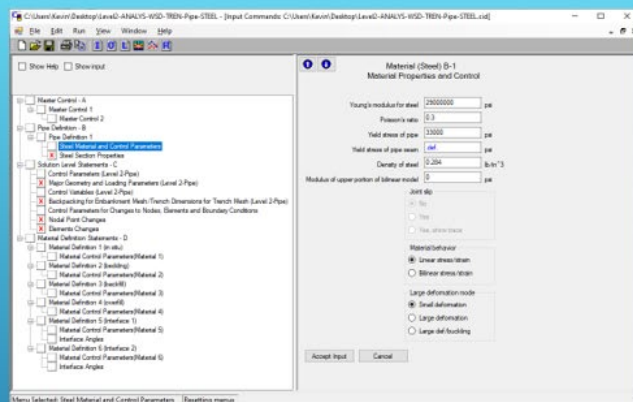 C:\Users\Kevin\Desktop\Level2-ANALYS-WSD-TREN-Pipe-STEEL - [Input Commands: C:\Users\Kevin\Desktop\Level2-ANALYS-WSD-TREN-Pipe-STEEL.cid]
File Edit Run View Window Help
Show Help Show input
Master Control - A
Master Control 1
Master Control 2
Pipe Definition - B
Pipe Definition 1
Steel Material and Control Parameters
Steel Section Properties
Solution Level Statements - C
Control Parameters (Level 2-Pipe)
Major Geometry and Loading Parameters (Level 2-Pipe)
Control Variables (Level 2-Pipe)
Backpacking for Embankment Mesh/Trench Dimensions for Trench Mesh (Level 2-Pipe)
Control Parameters for Changes to Nodes, Elements and Boundary Conditions
Nodal Point Changes
Elements Changes
Material Definition Statements - D
Material Definition 1 (in situ)
Material Control Parameters(Material 1)
Material Definition 2 (bedding)
Material Control Parameters(Material 2)
Material Definition 3 (backfill)
Material Control Parameters(Material 3)
Material Definition 4 (overfill)
Material Control Parameters(Material 4)
Material Definition 5 (Interface 1)
Material Control Parameters(Material 5)
Interface Angles
Material Definition 6 (Interface 2)
Material Control Parameters(Material 6)
Interface Angles
Material (Steel) B-1
Material Properties and Control
Young's modulus for steel 29000000 psi
Poisson's ratio 0.3
Yield stress of pipe 33000 psi
Yield stress of pipe seam def. psi
Density of steel 0.284 lb/in^3
Modulus of upper portion of bilinear model 0 psi
Joint slip
No
Yes
Yes, show trace
Material behavior
Linear stress/strain
Bilinear stress/strain
Large deformation mode
Small deformation
Large deformation
Large def/buckling
Accept Input Cancel
Menu Selected: Steel Material and Control Parameters Resetting menus